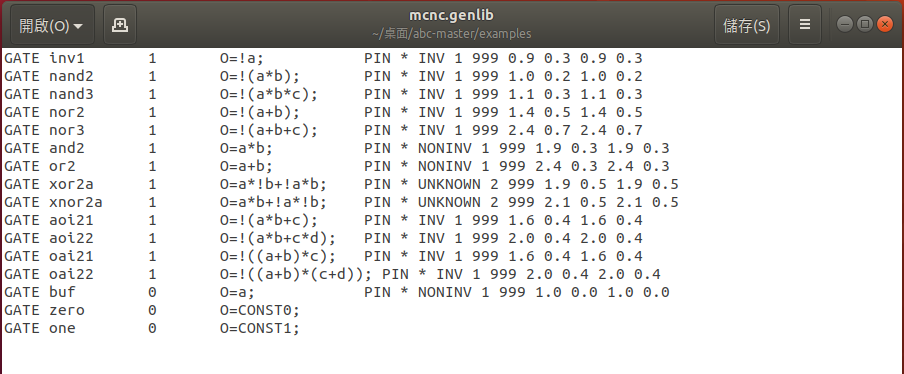 開啟(O)
mcnc.genlib
~/桌面/abc-master/examples
儲存(S)
GATE inv1 1 O=!a; PIN * INV 1 999 0.9 0.3 0.9 0.3
GATE nand2 1 O=!(a*b); PIN * INV 1 999 1.0 0.2 1.0 0.2
GATE nand3 1 O=!(a*b*c); PIN * INV 1 999 1.1 0.3 1.1 0.3
GATE nor2 1 O=!(a+b); PIN * INV 1 999 1.4 0.5 1.4 0.5
GATE nor3 1 O=!(a+b+c); PIN * INV 1 999 2.4 0.7 2.4 0.7
GATE and2 1 O=a*b; PIN * NONINV 1 999 1.9 0.3 1.9 0.3
GATE or2 1 O=a+b; PIN * NONINV 1 999 2.4 0.3 2.4 0.3
GATE xor2a 1 O=a*!b+!a*b; PIN * UNKNOWN 2 999 1.9 0.5 1.9 0.5
GATE xnor2a 1 O=a*b+!a*!b; PIN * UNKNOWN 2 999 2.1 0.5 2.1 0.5
GATE aoi21 1 O=!(a*b+c); PIN * INV 1 999 1.6 0.4 1.6 0.4
GATE aoi22 1 O=!(a*b+c*d); PIN * INV 1 999 2.0 0.4 2.0 0.4
GATE oai21 1 O=!((a+b)*c); PIN * INV 1 999 1.6 0.4 1.6 0.4
GATE oai22 1 O=!((a+b)*(c+d)); PIN * INV 1 999 2.0 0.4 2.0 0.4
GATE buf 0 O=a; PIN * NONINV 1 999 1.0 0.0 1.0 0.0
GATE zero 0 O=CONST0;
GATE one 0 O=CONST1;